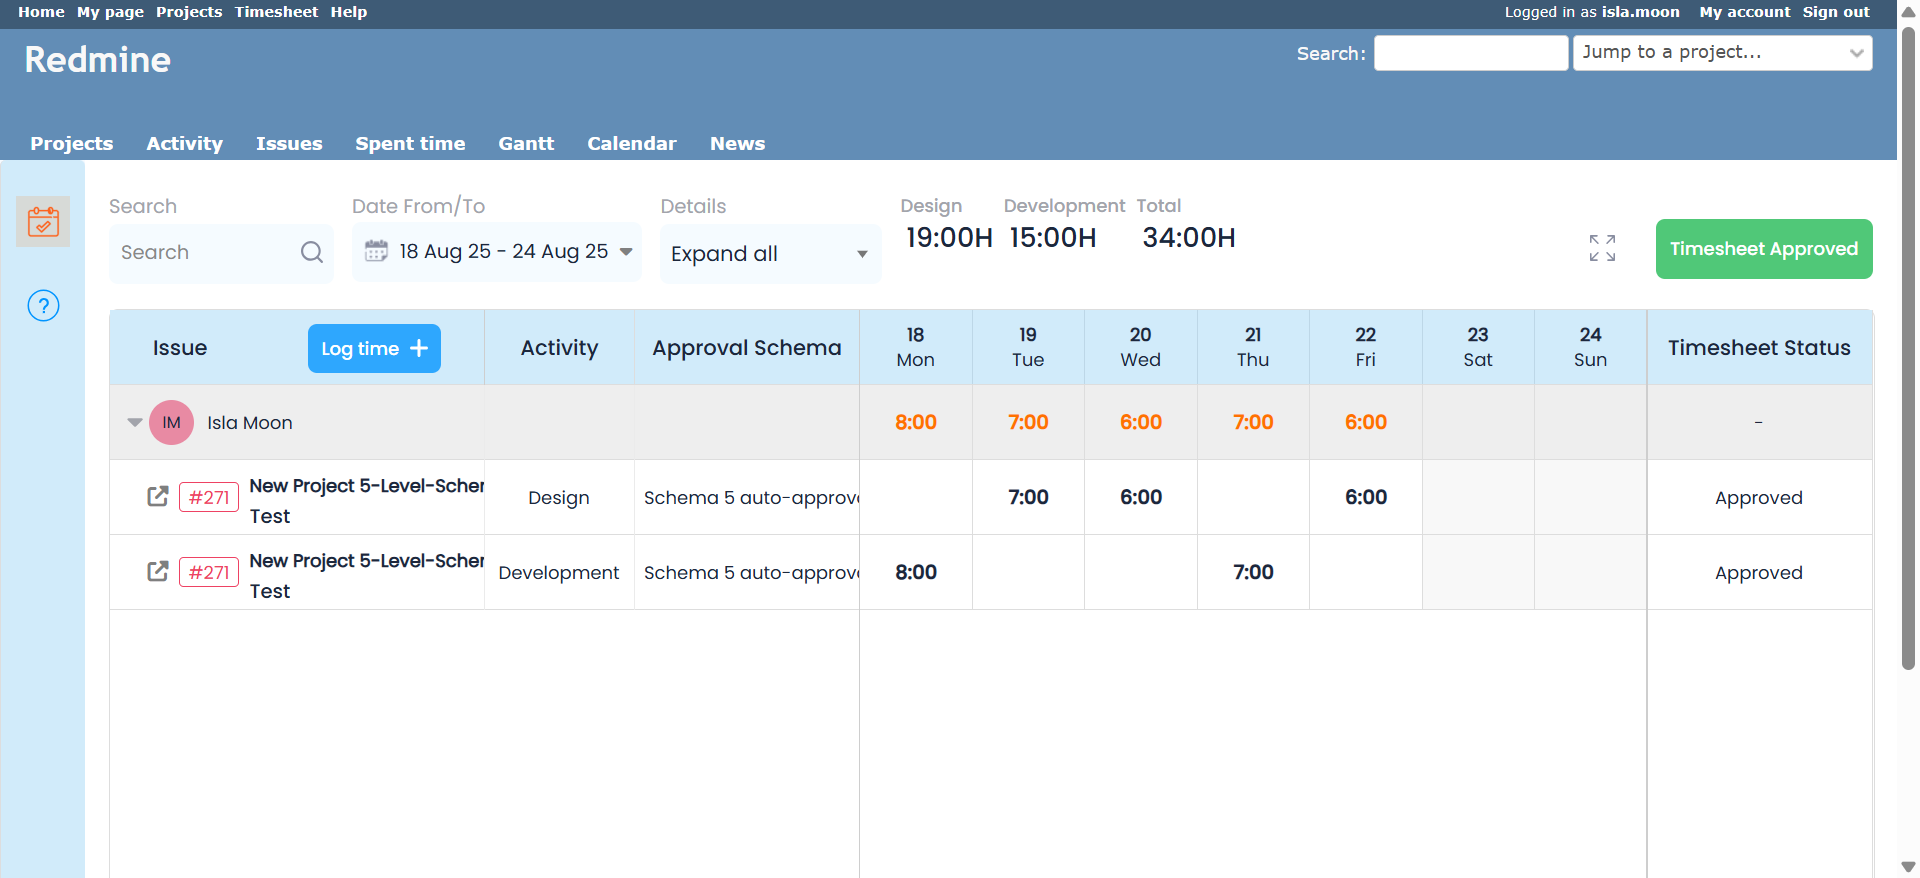 Home My page Projects Timesheet Help
Logged in as isla.moon My account Sign out
Redmine
Search:
Jump to a project...
Projects Activity Issues Spent time Gantt Calendar News
Search Date From/To Details Design Development Total
Search 18 Aug 25 - 24 Aug 25 Expand all 19:00H 15:00H 34:00H
Timesheet Approved
?
Issue Log time + Activity Approval Schema 18 Mon 19 Tue 20 Wed 21 Thu 22 Fri 23 Sat 24 Sun Timesheet Status
IM Isla Moon 8:00 7:00 6:00 7:00 6:00 -
#271 New Project 5-Level-Scher Design Schema 5 auto-approv 7:00 6:00 6:00 Approved
Test
#271 New Project 5-Level-Scher Development Schema 5 auto-approv 8:00 7:00 Approved
Test